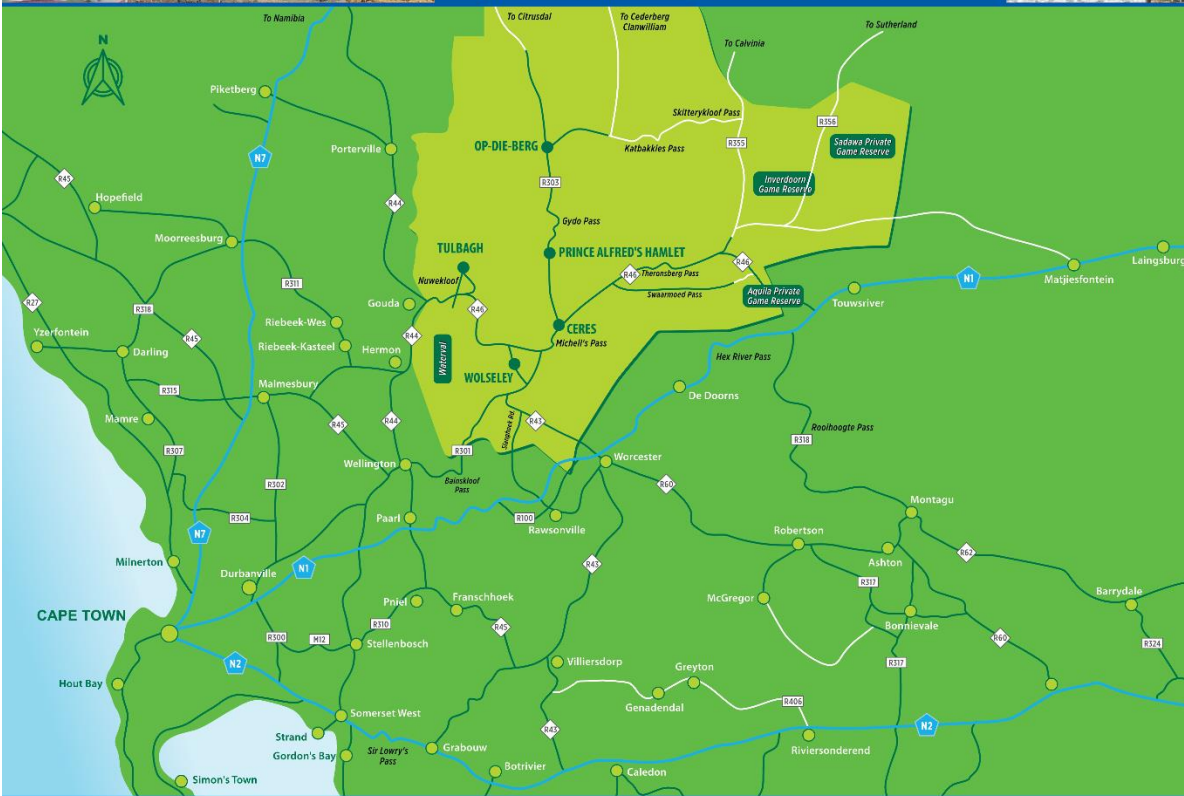 To Namibia
To Citrusdal
To Cederberg
Clanwilliam
To Sutherland
To Calvinia
N
Piketberg
Skitterykloof Pass
R356
R355
Sadawa Private
Game Reserve
Porterville
OP-DIE-BERG
Katbakkies Pass
N7
R45
R303
Inverdoorn
Game Reserve
Hopefield
R44
Gydo Pass
Moorreesburg
TULBAGH
PRINCE ALFRED'S HAMLET
Laingsburg
R46
Theronsberg Pass
R46
Matjiesfontein
Nuwekloof
R311
N1
Swaarmoed Pass
Aquila Private
Game Reserve
Touwsriver
R27
R318
Gouda
R46
Riebeek-Wes
CERES
Yzerfontein
R45
R44
Michell's Pass
Riebeek-Kasteel
Hermon
Waterval
Darling
Hex River Pass
WOLSELEY
R315
Malmesbury
De Doorns
Mamre
R45
R44
R43
Slanghoek Rd.
Rooihoogte Pass
R318
R307
R301
Wellington
Worcester
Bainskloof
Pass
R302
R60
Montagu
R304
Paarl
R100
Rawsonville
N7
Robertson
Ashton
R62
Milnerton
Durbanville
N1
R43
R317
Barrydale
CAPE TOWN
Pniel
Franschhoek
McGregor
Bonnievale
R310
R45
R300
M12
Stellenbosch
R60
R324
N2
Villiersdorp
Greyton
R317
Hout Bay
Genadendal
R406
Somerset West
Strand
R43
N2
Sir Lowry's
Pass
Grabouw
Riviersonderend
Gordon's Bay
Simon's Town
Botrivier
Caledon